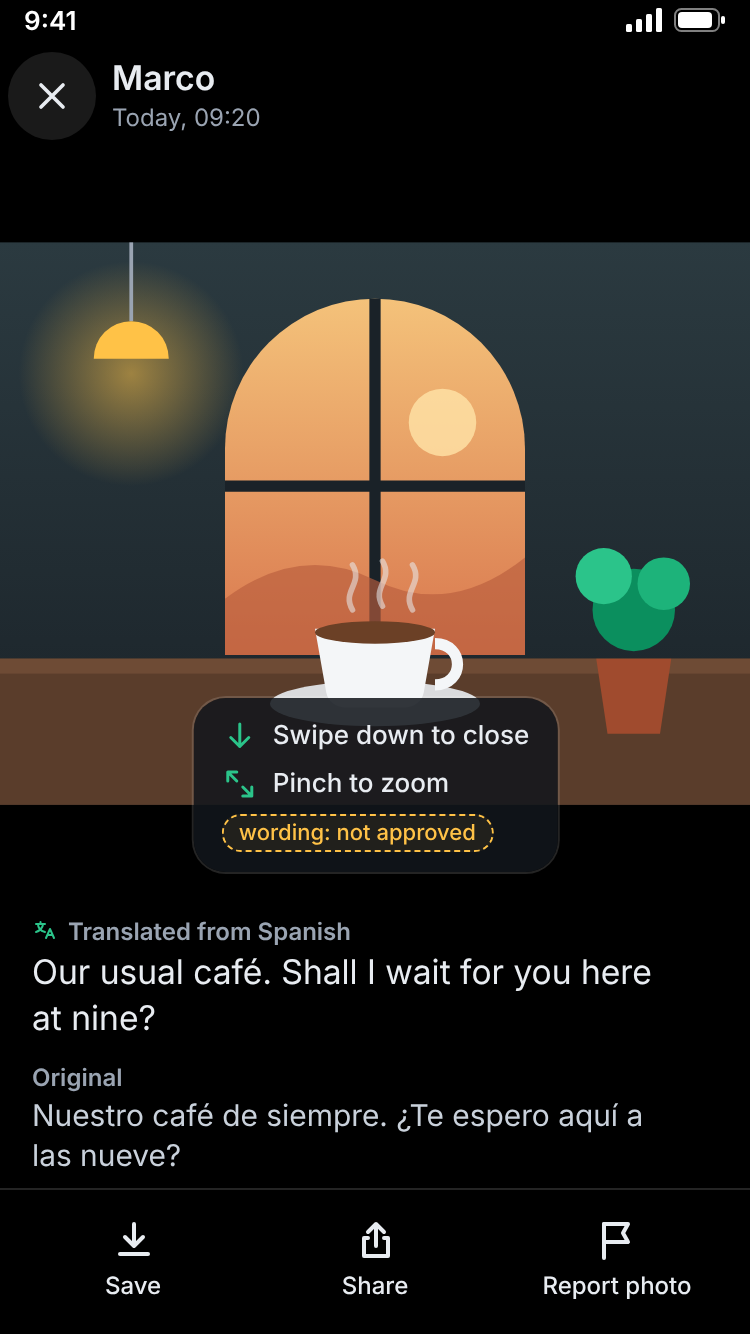 9:41
Marco
Today, 09:20
Swipe down to close
Pinch to zoom
wording: not approved
Translated from Spanish
Our usual café. Shall I wait for you here
at nine?
Original
Nuestro café de siempre. ¿Te espero aquí a
las nueve?
Save
Share
Report photo